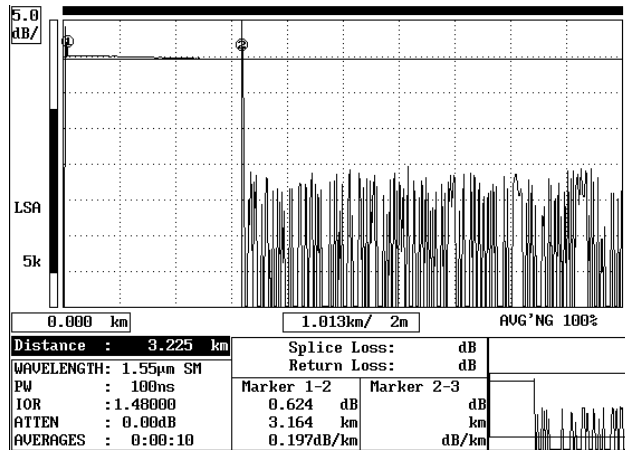 5.0
dB/
①
②
LSA
5k
0.000 km
1.013km/ 2m
AVG'NG 100%
Distance : 3.225 km
WAVELENGTH: 1.55µm SM
PW : 100ns
IOR :1.48000
ATTEN : 0.00dB
AVERAGES : 0:00:10
Splice Loss: dB
Return Loss: dB
Marker 1-2
0.624 dB
3.164 km
0.197dB/km
Marker 2-3
dB
km
dB/km